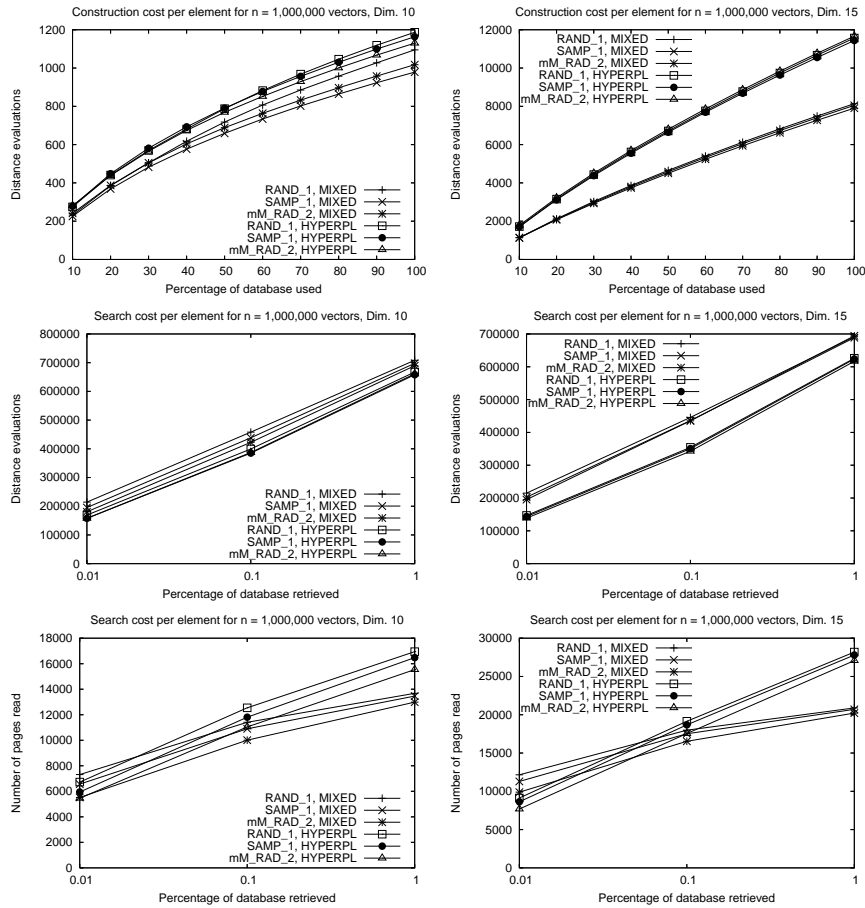 Construction cost per element for n = 1,000,000 vectors, Dim. 10
1200
1000
800
600
400
200
0
Distance evaluations
RAND_1, MIXED
SAMP_1, MIXED
mM_RAD_2, MIXED
RAND_1, HYPERPL
SAMP_1, HYPERPL
mM_RAD_2, HYPERPL
10 20 30 40 50 60 70 80 90 100
Percentage of database used
Construction cost per element for n = 1,000,000 vectors, Dim. 15
12000
10000
8000
6000
4000
2000
0
Distance evaluations
RAND_1, MIXED
SAMP_1, MIXED
mM_RAD_2, MIXED
RAND_1, HYPERPL
SAMP_1, HYPERPL
mM_RAD_2, HYPERPL
10 20 30 40 50 60 70 80 90 100
Percentage of database used
Search cost per element for n = 1,000,000 vectors, Dim. 10
800000
700000
600000
500000
400000
300000
200000
100000
0
Distance evaluations
RAND_1, MIXED
SAMP_1, MIXED
mM_RAD_2, MIXED
RAND_1, HYPERPL
SAMP_1, HYPERPL
mM_RAD_2, HYPERPL
0.01 0.1 1
Percentage of database retrieved
Search cost per element for n = 1,000,000 vectors, Dim. 15
700000
600000
500000
400000
300000
200000
100000
0
Distance evaluations
RAND_1, MIXED
SAMP_1, MIXED
mM_RAD_2, MIXED
RAND_1, HYPERPL
SAMP_1, HYPERPL
mM_RAD_2, HYPERPL
0.01 0.1 1
Percentage of database retrieved
Search cost per element for n = 1,000,000 vectors, Dim. 10
18000
16000
14000
12000
10000
8000
6000
4000
2000
0
Number of pages read
RAND_1, MIXED
SAMP_1, MIXED
mM_RAD_2, MIXED
RAND_1, HYPERPL
SAMP_1, HYPERPL
mM_RAD_2, HYPERPL
0.01 0.1 1
Percentage of database retrieved
Search cost per element for n = 1,000,000 vectors, Dim. 15
30000
25000
20000
15000
10000
5000
0
Number of pages read
RAND_1, MIXED
SAMP_1, MIXED
mM_RAD_2, MIXED
RAND_1, HYPERPL
SAMP_1, HYPERPL
mM_RAD_2, HYPERPL
0.01 0.1 1
Percentage of database retrieved